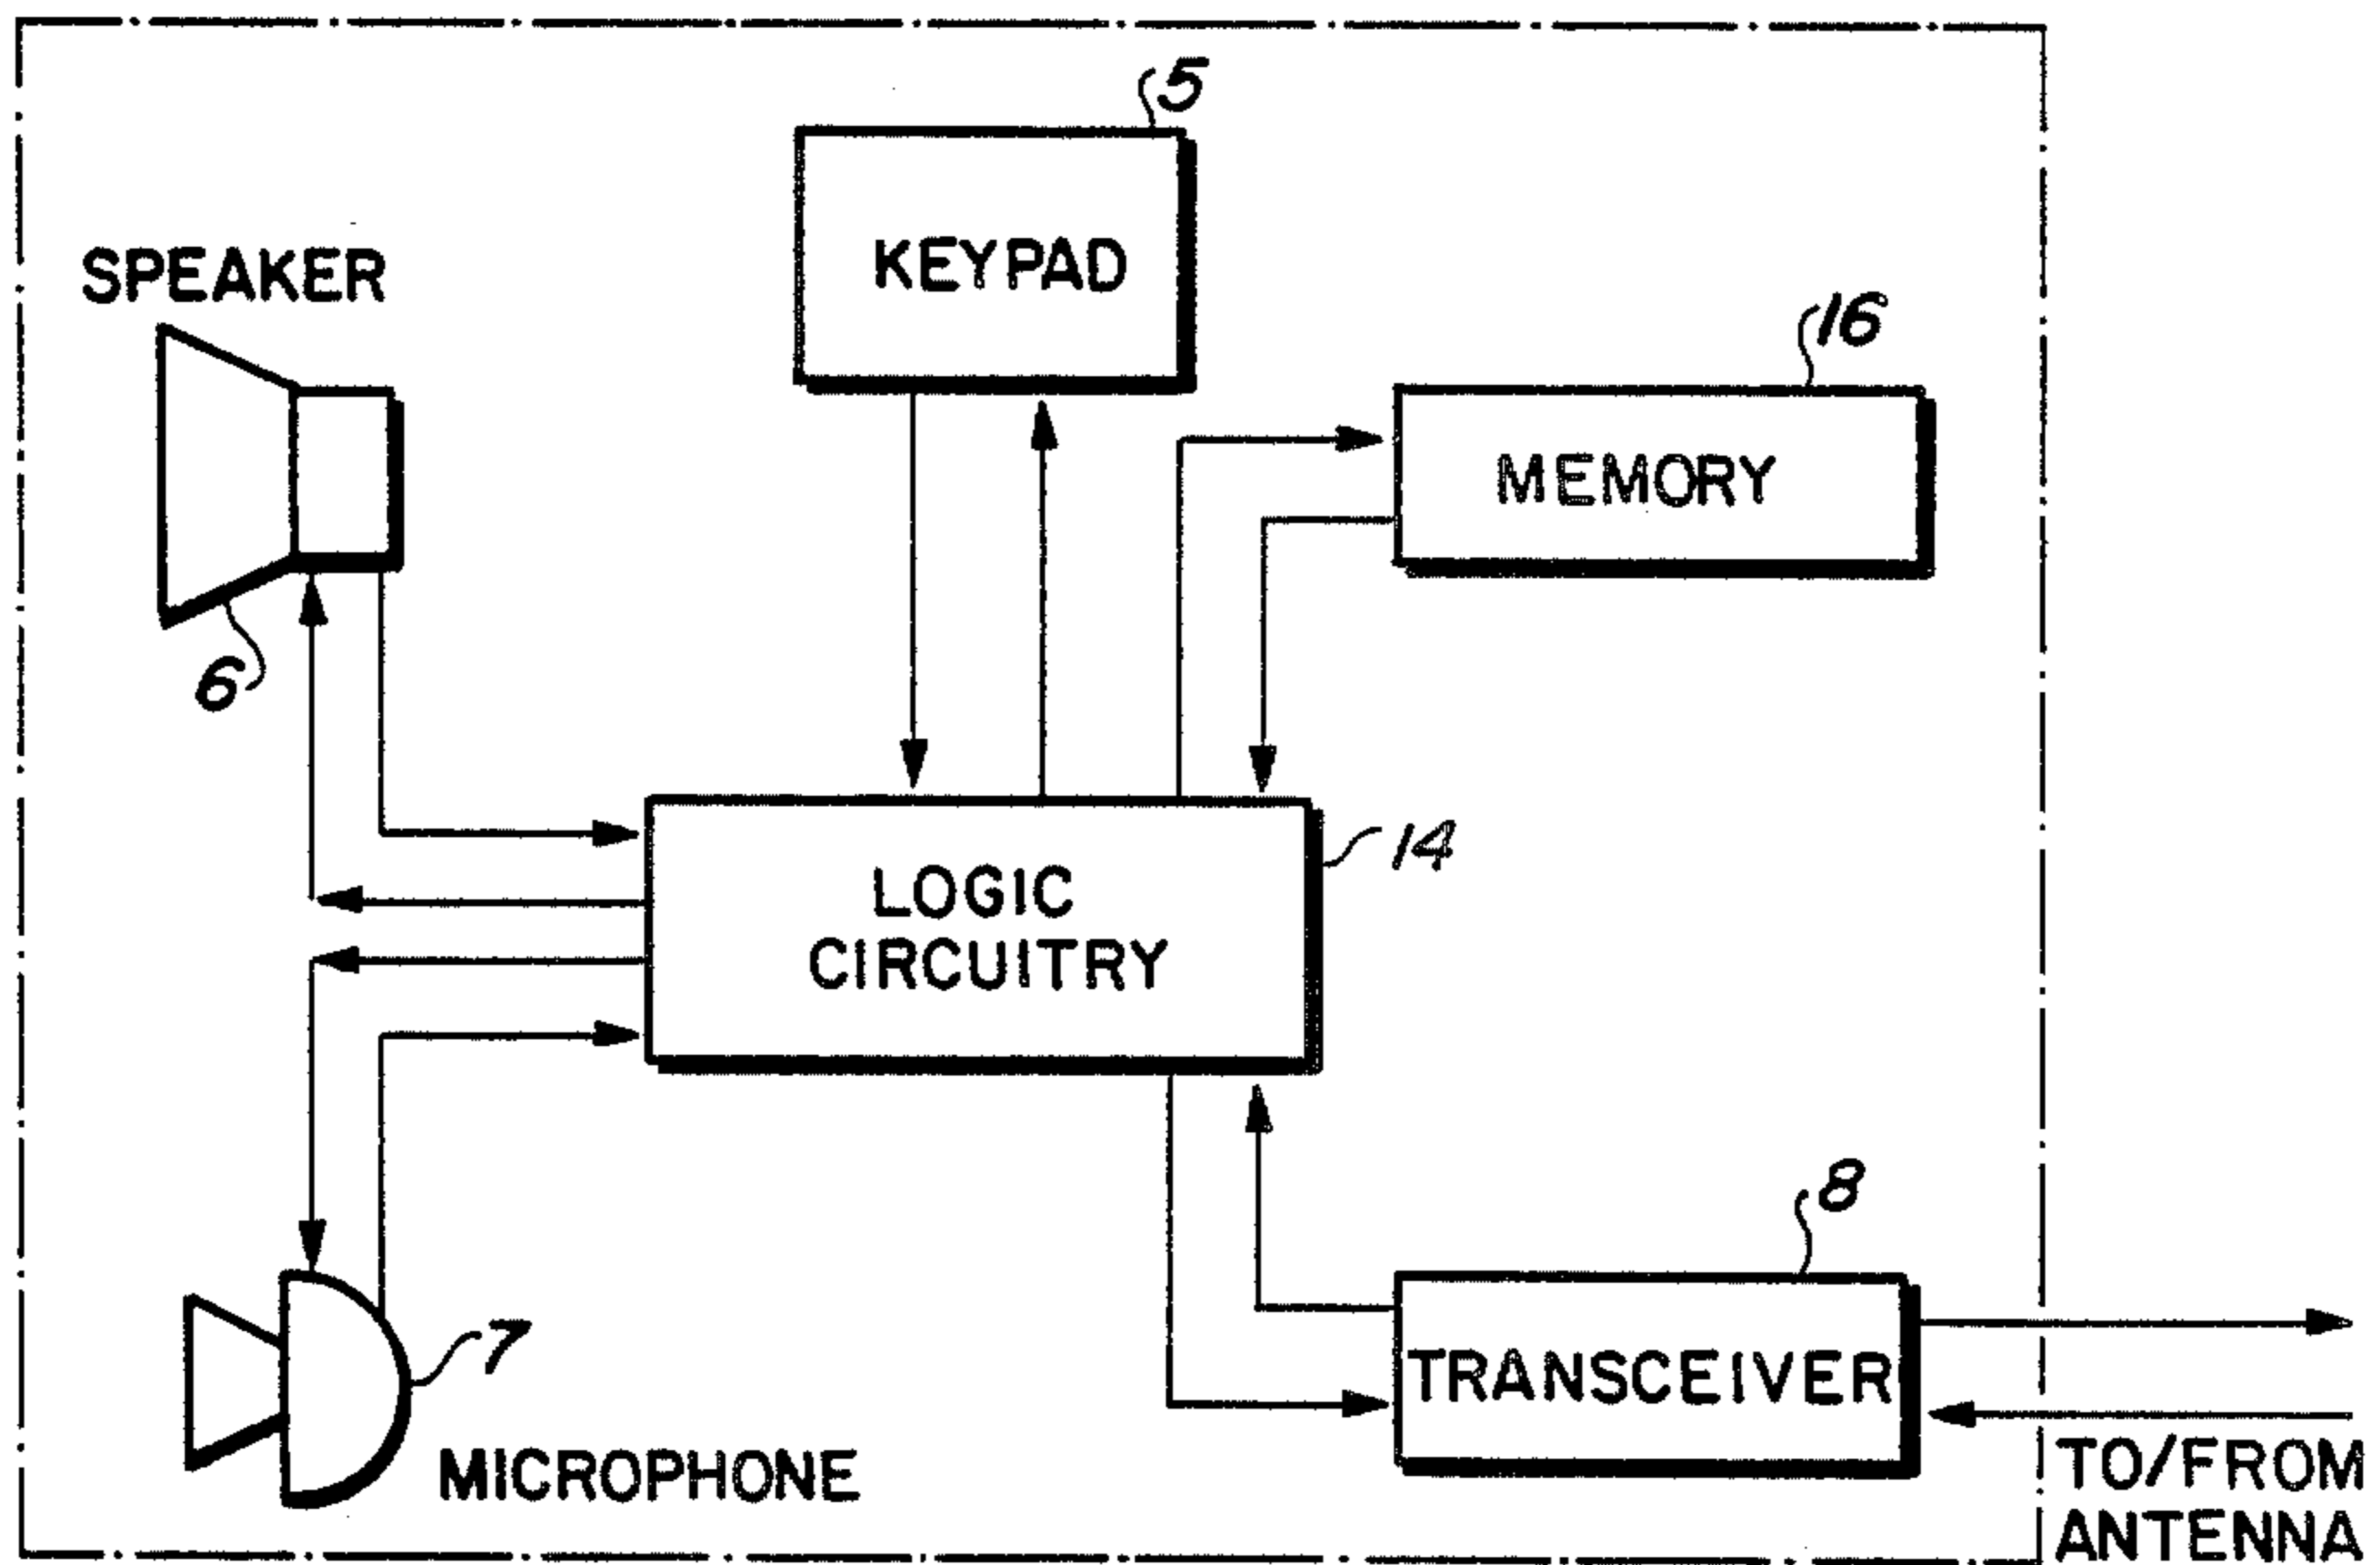 5
KEYPAD
SPEAKER
16
MEMORY
6
14
LOGIC
CIRCUITRY
8
7
TRANSCEIVER
MICROPHONE
TO/FROM
ANTENNA